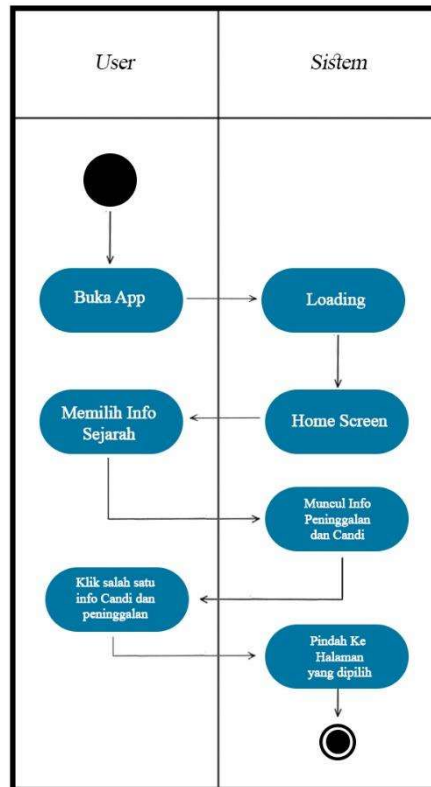 User
Sistem
Buka App
Loading
Home Screen
Memilih Info
Sejarah
Muncul Info
Peninggalan
dan Candi
Klik salah satu
info Candi dan
peninggalan
Pindah Ke
Halaman
yang dipilih